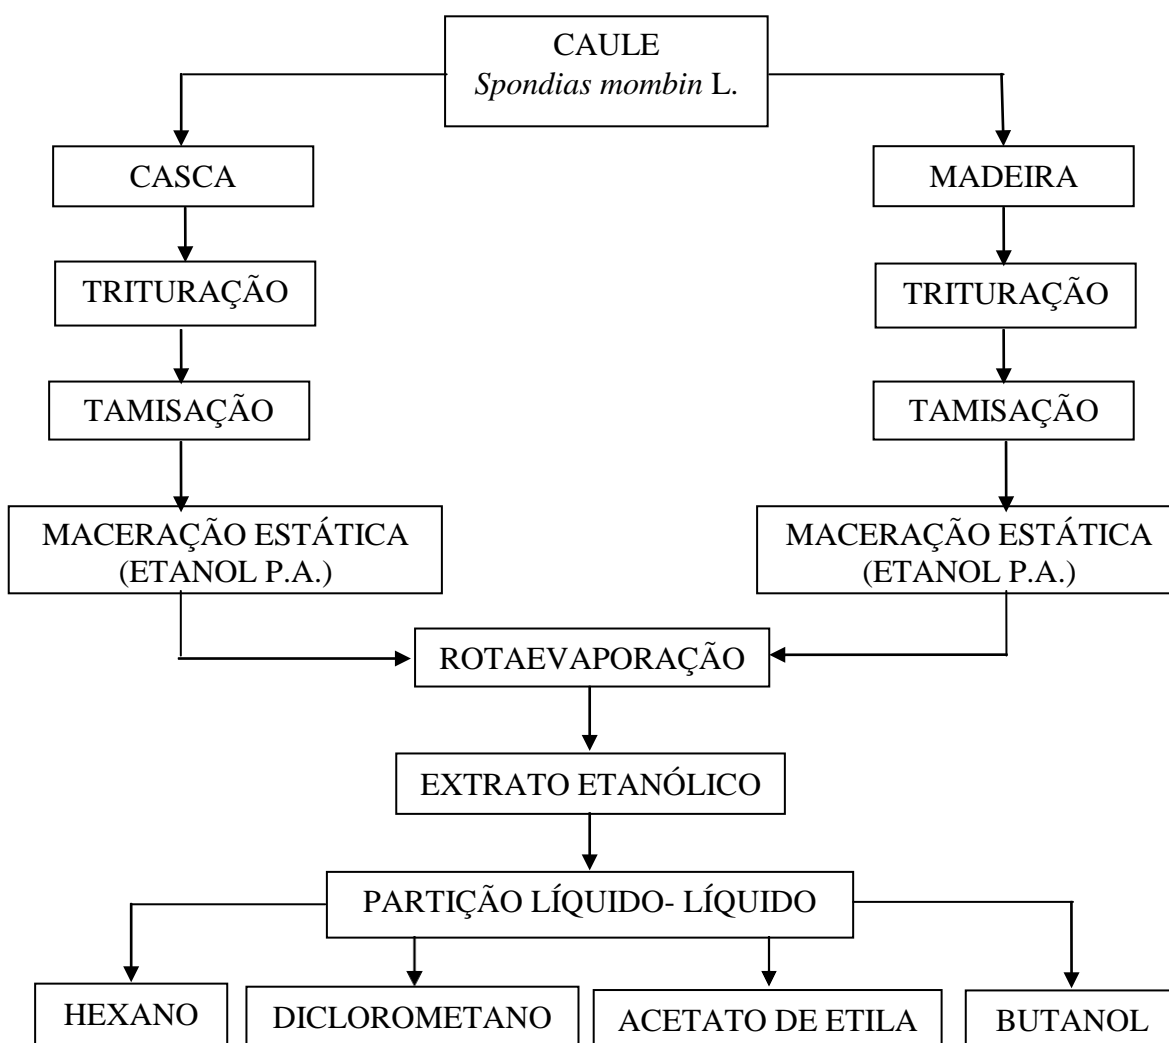 CAULE
Spondias mombin L.
CASCA
MADEIRA
TRITURAÇÃO
TRITURAÇÃO
TAMISAÇÃO
TAMISAÇÃO
MACERAÇÃO ESTÁTICA
(ETANOL P.A.)
MACERAÇÃO ESTÁTICA
(ETANOL P.A.)
ROTAEVAPORAÇÃO
EXTRATO ETANÓLICO
PARTIÇÃO LÍQUIDO- LÍQUIDO
HEXANO
DICLOROMETANO
ACETATO DE ETILA
BUTANOL